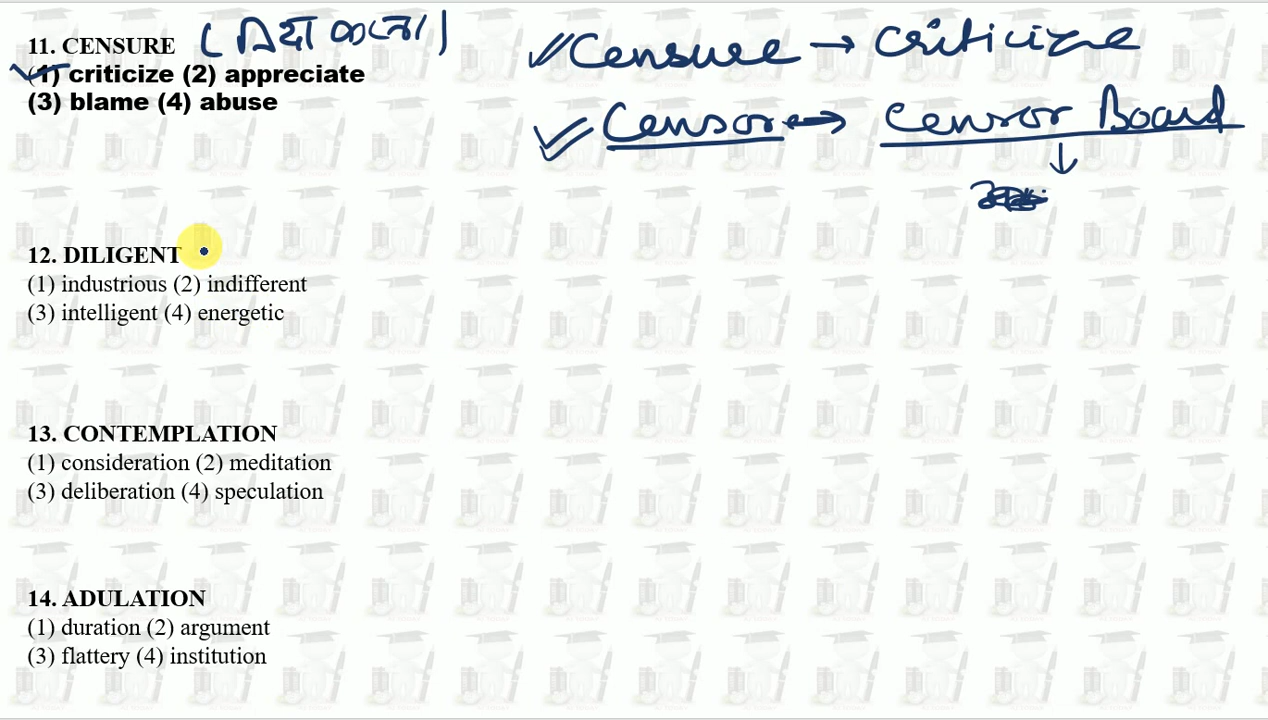 11. CENSURE
(1) criticize (2) appreciate
(3) blame (4) abuse
Censure → criticize
Censor → Censor Board
↓
12. DILIGENT
(1) industrious (2) indifferent
(3) intelligent (4) energetic
13. CONTEMPLATION
(1) consideration (2) meditation
(3) deliberation (4) speculation
14. ADULATION
(1) duration (2) argument
(3) flattery (4) institution